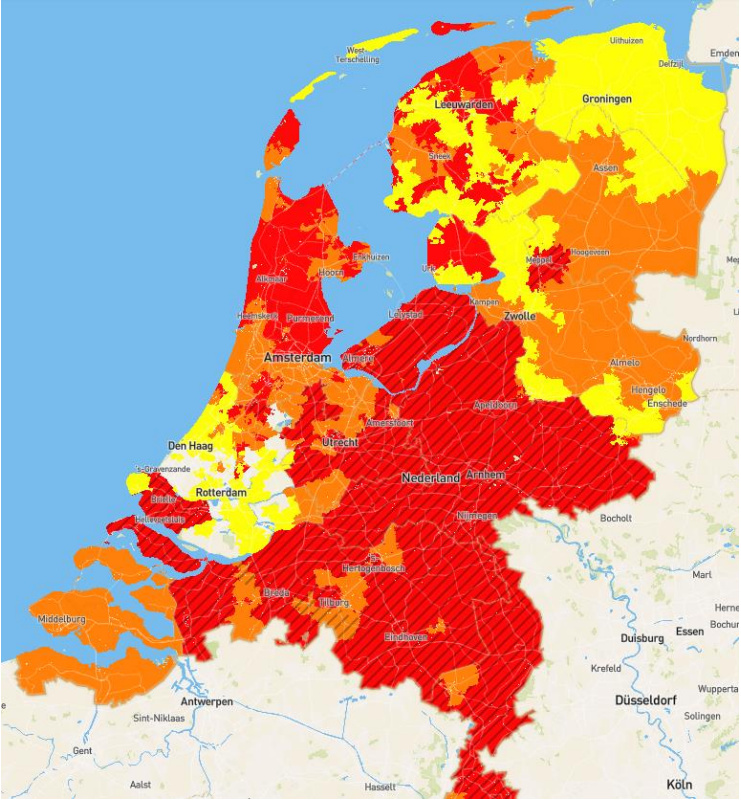 Uithuizen
West-
Terschelling
Emden
Delfzijl
Groningen
Leeuwarden
Sneek
Assen
Enkhuizen
Hoogeveen
Meppel
Mep
Urk
Hoorn
Alkmaar
Kampen
Heemskerk
Purmerend
Lelystad
Zwolle
Nordhorn
Amsterdam
Almere
Almelo
Hengelo
Enschede
Apeldoorn
Amersfoort
Den Haag
Utrecht
's-Gravenzande
Nederland
Arnhem
Rotterdam
Brielle
Hellevoetsluis
Nijmegen
Bocholt
's-
Hertogenbosch
Marl
Breda
Tilburg
Middelburg
Herne
Bochum
Essen
Duisburg
Eindhoven
Krefeld
Wuppertal
Antwerpen
Düsseldorf
Sint-Niklaas
Solingen
Gent
Aalst
Hasselt
Köln